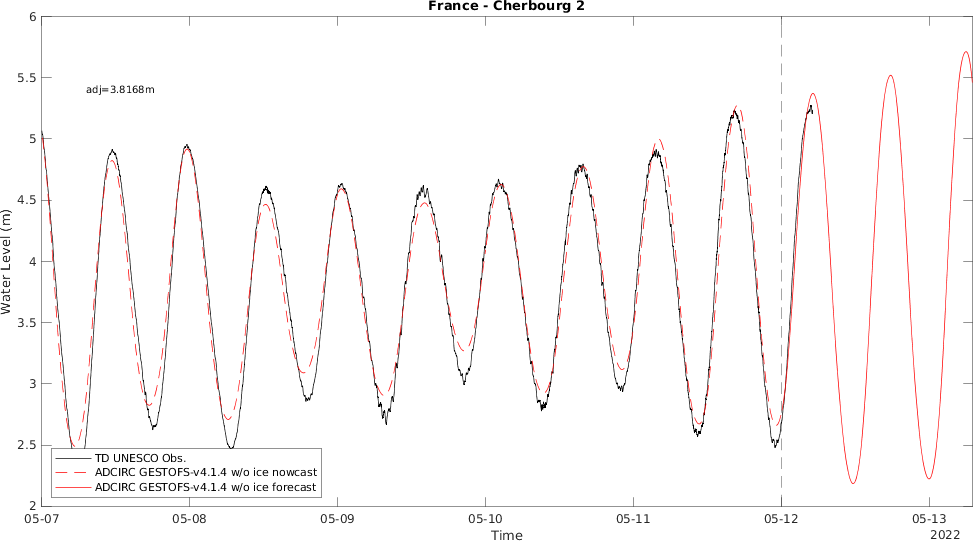 France - Cherbourg 2
6
5.5
adj=3.8168m
5
4.5
4
3.5
3
2.5
2
Water Level (m)
TD UNESCO Obs.
ADCIRC GESTOFS-v4.1.4 w/o ice nowcast
ADCIRC GESTOFS-v4.1.4 w/o ice forecast
05-07 05-08 05-09 05-10 05-11 05-12 05-13
Time
2022